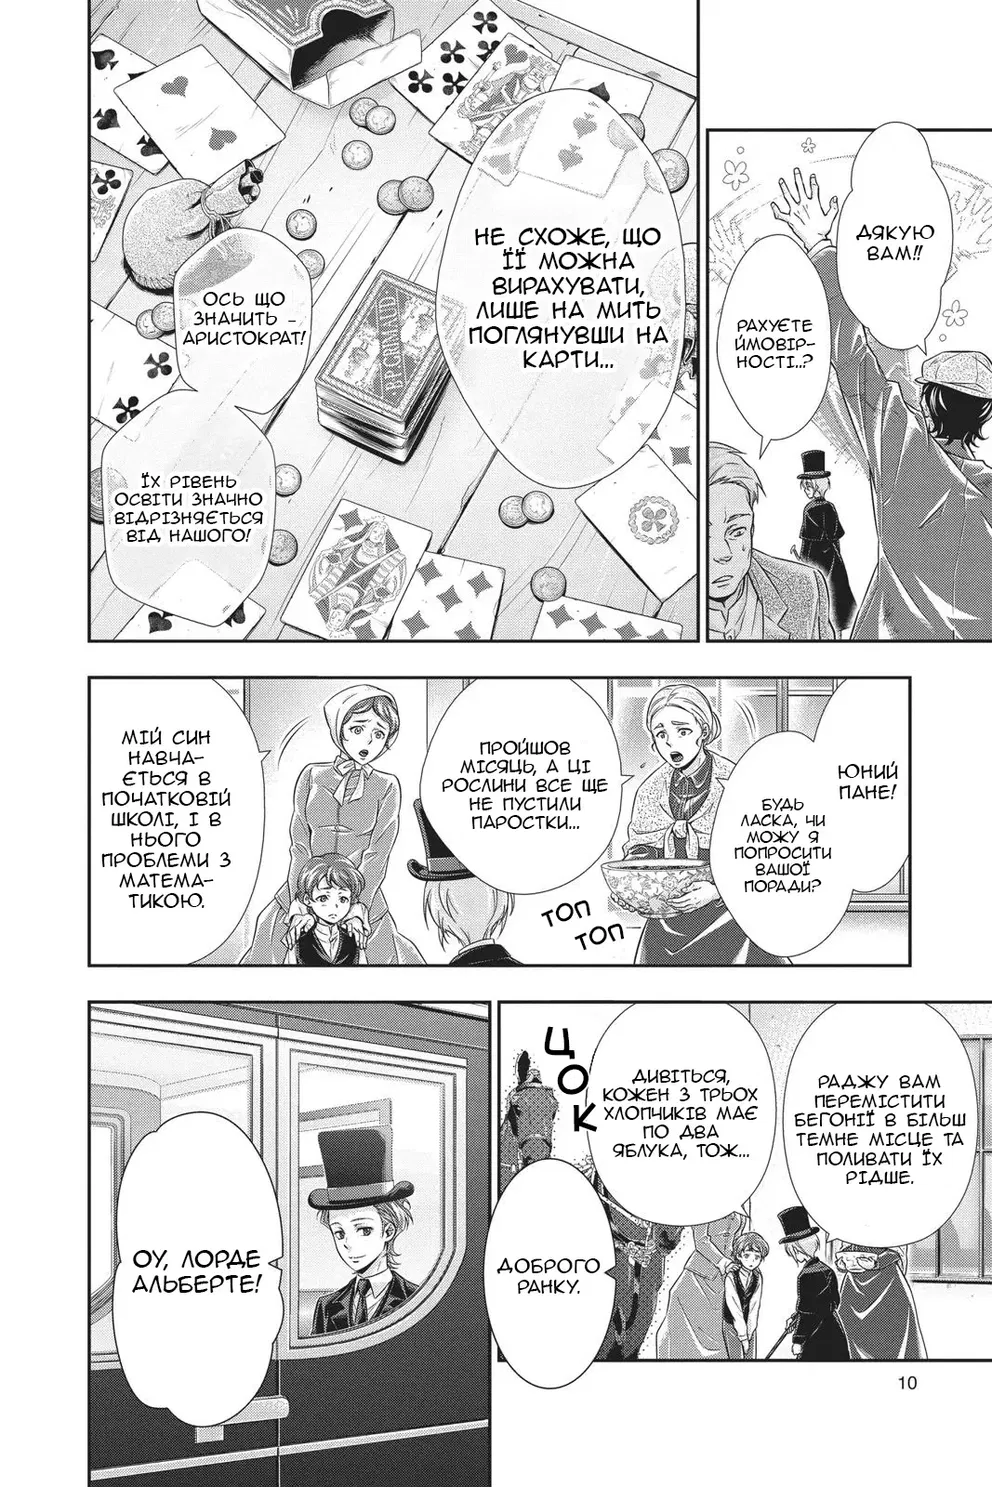 ДЯКУЮ
ВАМ!!
РАХУЄТЕ
ЙМОВІР-
НОСТІ..?
НЕ СХОЖЕ, ЩО
ЇЇ МОЖНА
ВИРАХУВАТИ,
ЛИШЕ НА МИТЬ
ПОГЛЯНУВШИ НА
КАРТИ...
ОСЬ ЩО
ЗНАЧИТЬ –
АРИСТОКРАТ!
ЇХ РІВЕНЬ
ОСВІТИ ЗНАЧНО
ВІДРІЗНЯЄТЬСЯ
ВІД НАШОГО!
ЮНИЙ
ПАНЕ!
БУДЬ
ЛАСКА, ЧИ
МОЖУ Я
ПОПРОСИТИ
ВАШОЇ
ПОРАДИ?
ПРОЙШОВ
МІСЯЦЬ, А ЦІ
РОСЛИНИ ВСЕ ЩЕ
НЕ ПУСТИЛИ
ПАРОСТКИ...
ТОП
ТОП
МІЙ СИН
НАВЧА-
ЄТЬСЯ В
ПОЧАТКОВІЙ
ШКОЛІ, І В
НЬОГО
ПРОБЛЕМИ З
МАТЕМА-
ТИКОЮ.
РАДЖУ ВАМ
ПЕРЕМІСТИТИ
БЕГОНІЇ В БІЛЬШ
ТЕМНЕ МІСЦЕ ТА
ПОЛИВАТИ ЇХ
РІДШЕ.
ДИВІТЬСЯ,
КОЖЕН З ТРЬОХ
ХЛОПЧИКІВ МАЄ
ПО ДВА
ЯБЛУКА, ТОЖ...
ЦОК
ДОБРОГО
РАНКУ.
ОУ, ЛОРДЕ
АЛЬБЕРТЕ!
10